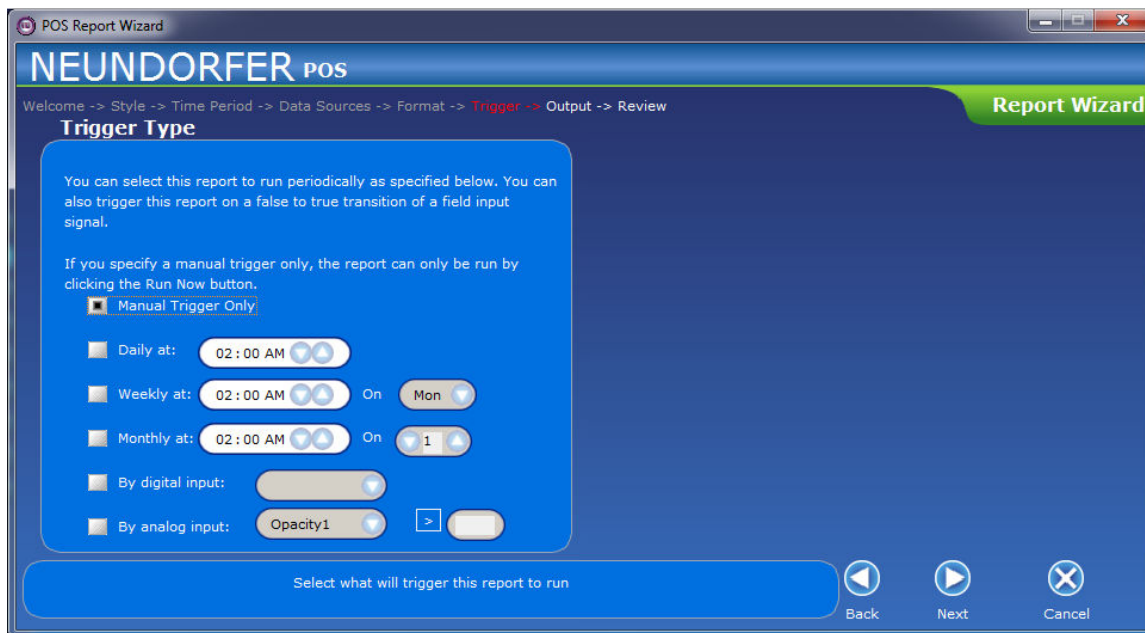 POS Report Wizard
NEUNDORFER POS
Welcome -> Style -> Time Period -> Data Sources -> Format -> Trigger -> Output -> Review
Report Wizard
Trigger Type
You can select this report to run periodically as specified below. You can
also trigger this report on a false to true transition of a field input
signal.
If you specify a manual trigger only, the report can only be run by
clicking the Run Now button.
Manual Trigger Only
Daily at: 02:00 AM
Weekly at: 02:00 AM On Mon
Monthly at: 02:00 AM On 1
By digital input:
By analog input: Opacity1 >
Select what will trigger this report to run
Back Next Cancel